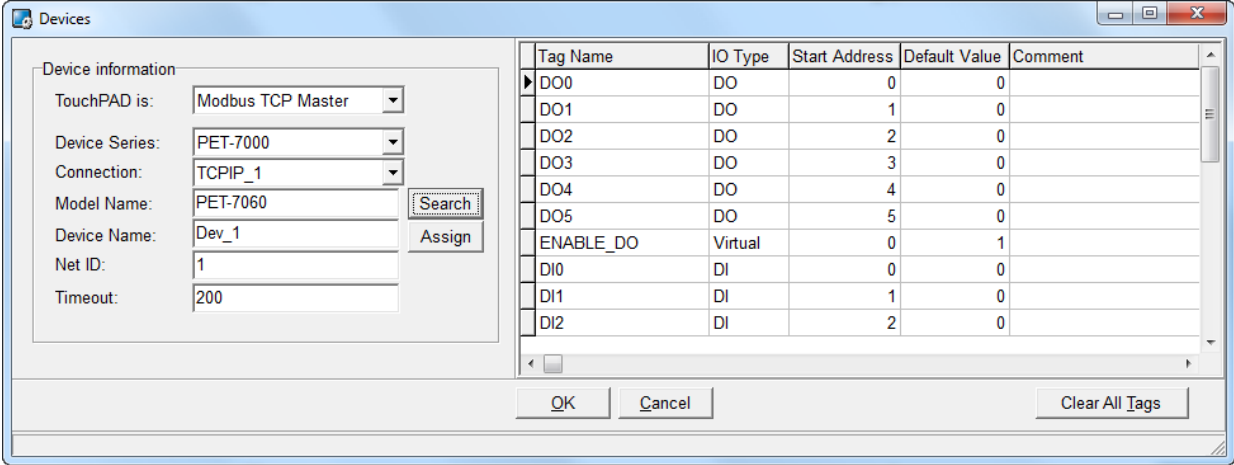 Devices
Device information
TouchPAD is: Modbus TCP Master
Device Series: PET-7000
Connection: TCPIP_1
Model Name: PET-7060 Search
Device Name: Dev_1 Assign
Net ID: 1
Timeout: 200
Tag Name IO Type Start Address Default Value Comment
DO0 DO 0 0
DO1 DO 1 0
DO2 DO 2 0
DO3 DO 3 0
DO4 DO 4 0
DO5 DO 5 0
ENABLE_DO Virtual 0 1
DI0 DI 0 0
DI1 DI 1 0
DI2 DI 2 0
OK Cancel Clear All Tags